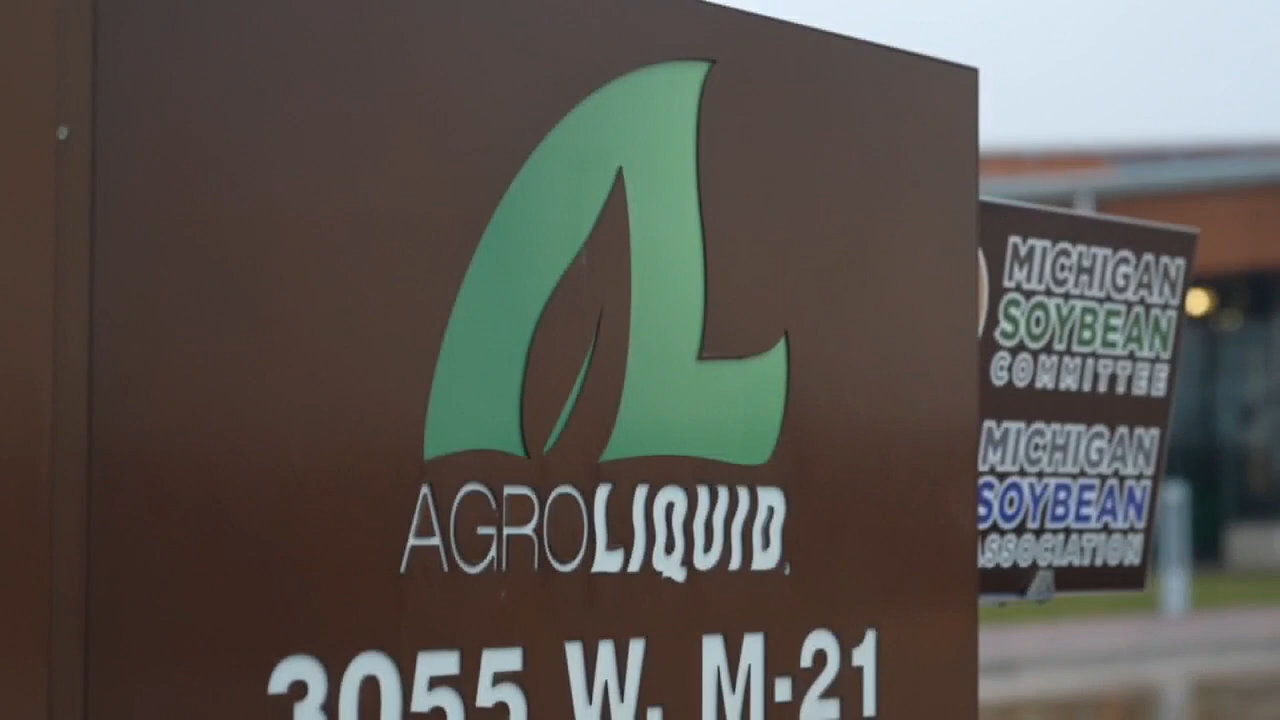 AGROLIQUID
3055 W. M-21
MICHIGAN
SOYBEAN
COMMITTEE
MICHIGAN
SOYBEAN
ASSOCIATION